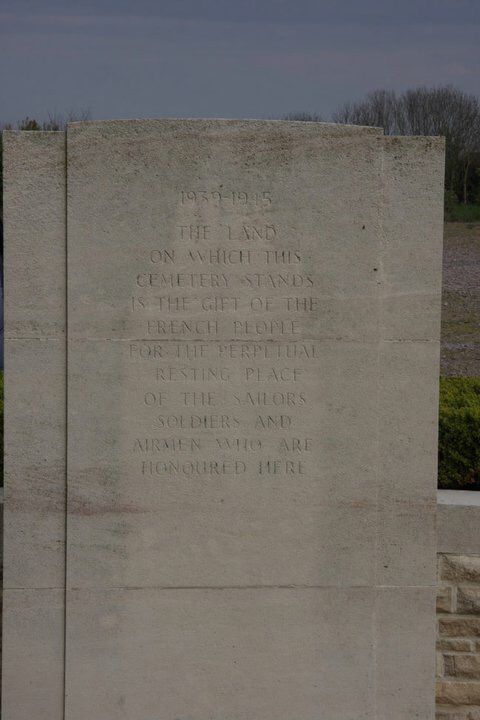 1939-1945
THE LAND
ON WHICH THIS
CEMETERY STANDS
IS THE GIFT OF THE
FRENCH PEOPLE
FOR THE PERPETUAL
RESTING PLACE
OF THE SAILORS
SOLDIERS AND
AIRMEN WHO ARE
HONOURED HERE